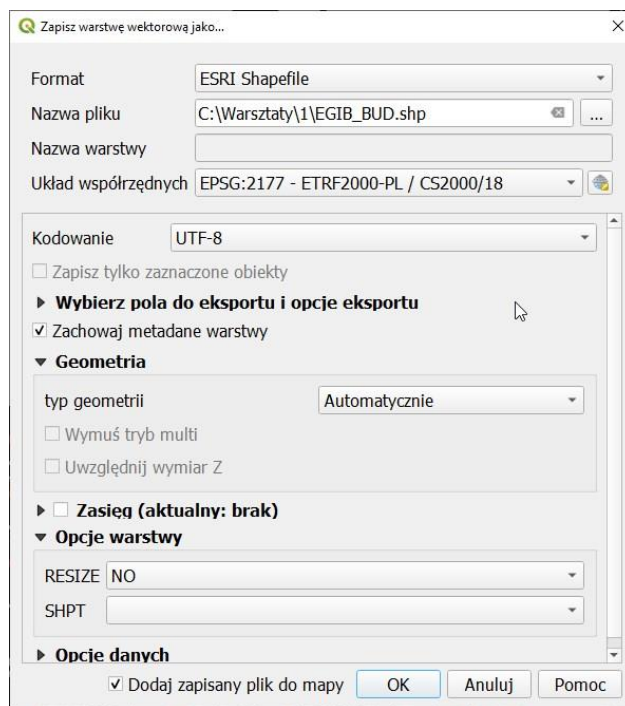 Zapisz warstwę wektorową jako...
Format ESRI Shapefile
Nazwa pliku C:\Warsztaty\1\EGIB_BUD.shp ...
Nazwa warstwy
Układ współrzędnych EPSG:2177 - ETRF2000-PL / CS2000/18
Kodowanie UTF-8
Zapisz tylko zaznaczone obiekty
Wybierz pola do eksportu i opcje eksportu
Zachowaj metadane warstwy
Geometria
typ geometrii Automatycznie
Wymuś tryb multi
Uwzględnij wymiar Z
Zasięg (aktualny: brak)
Opcje warstwy
RESIZE NO
SHPT
Opcje danych
Dodaj zapisany plik do mapy OK Anuluj Pomoc